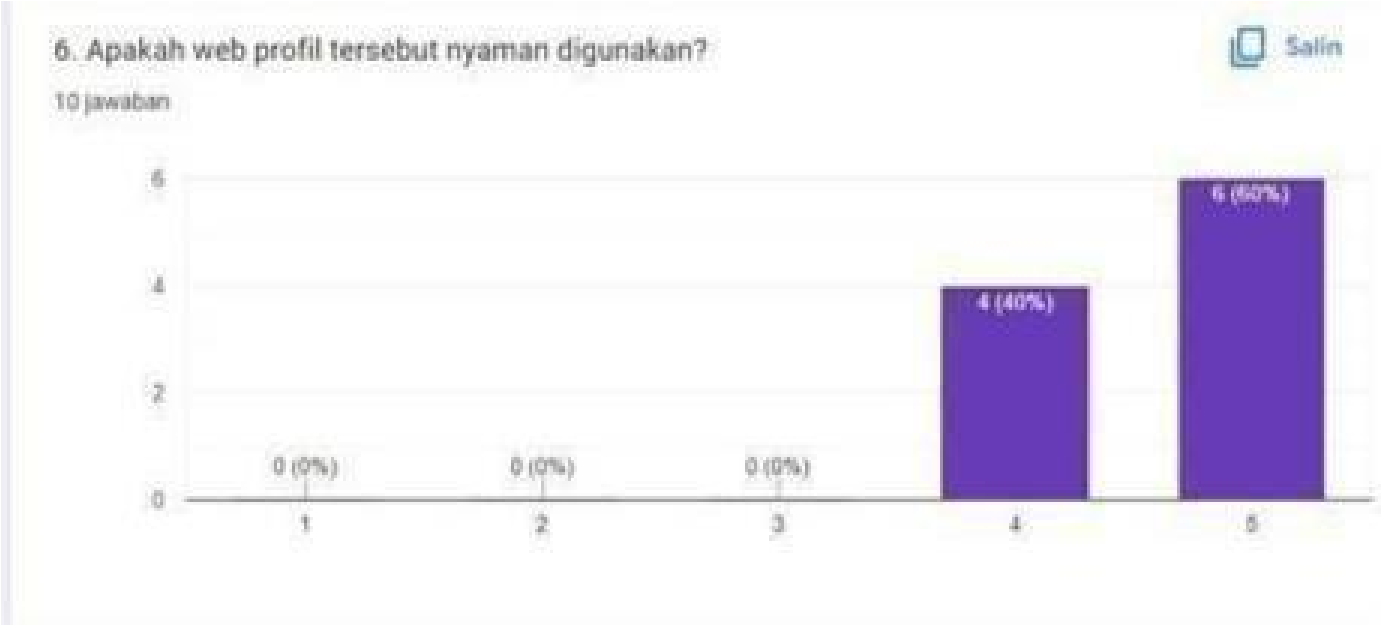 6. Apakah web profil tersebut nyaman digunakan?
Salin
10 jawaban
6
6 (60%)
4
4 (40%)
2
0 (0%) 0 (0%) 0 (0%)
0
1 2 3 4 5